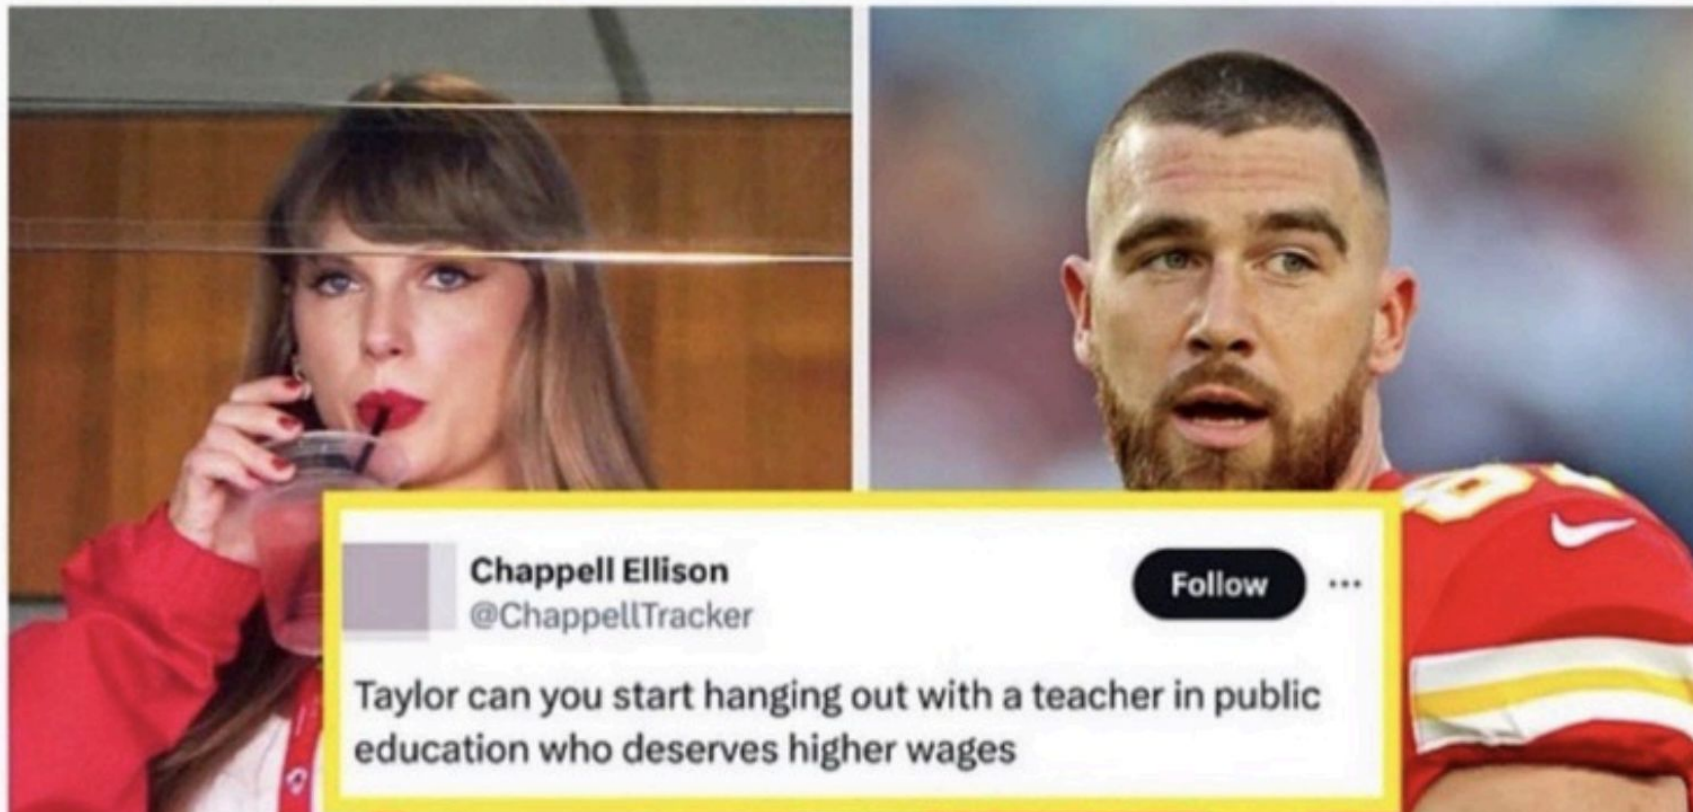 Chappell Ellison
@ChappellTracker
Follow
Taylor can you start hanging out with a teacher in public
education who deserves higher wages